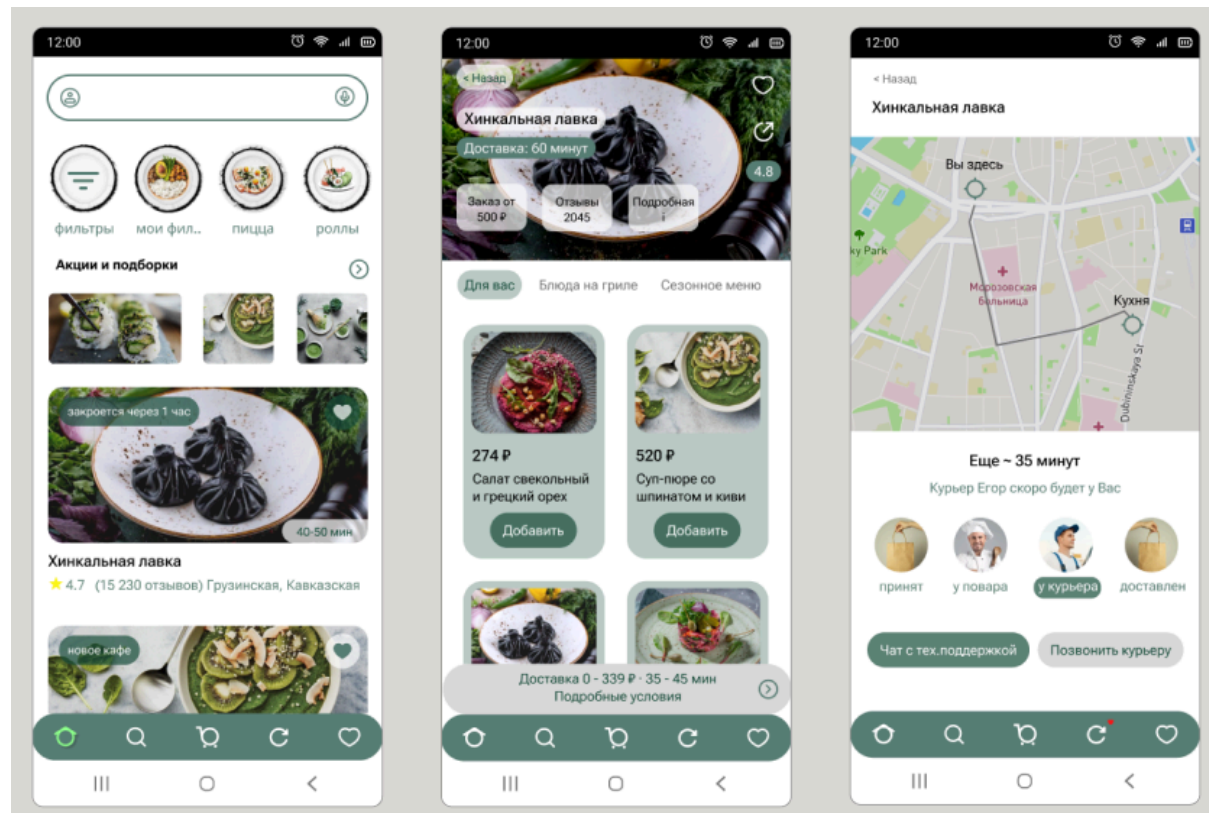 12:00
фильтры
мои фил..
пицца
роллы
Акции и подборки
закроется через 1 час
40-50 мин
Хинкальная лавка
4.7 (15 230 отзывов) Грузинская, Кавказская
новое кафе
12:00
< Назад
Хинкальная лавка
Доставка: 60 минут
4.8
Заказ от
500 ₽
Отзывы
2045
Подробная
i
Для вас
Блюда на гриле
Сезонное меню
274 ₽
Салат свекольный
и грецкий орех
Добавить
520 ₽
Суп-пюре со
шпинатом и киви
Добавить
Доставка 0 - 339 ₽ · 35 - 45 мин
Подробные условия
12:00
< Назад
Хинкальная лавка
Вы здесь
ky Park
Морозовская
больница
Кухня
Dubininskaya St
Еще ~ 35 минут
Курьер Егор скоро будет у Вас
принят
у повара
у курьера
доставлен
Чат с тех.поддержкой
Позвонить курьеру